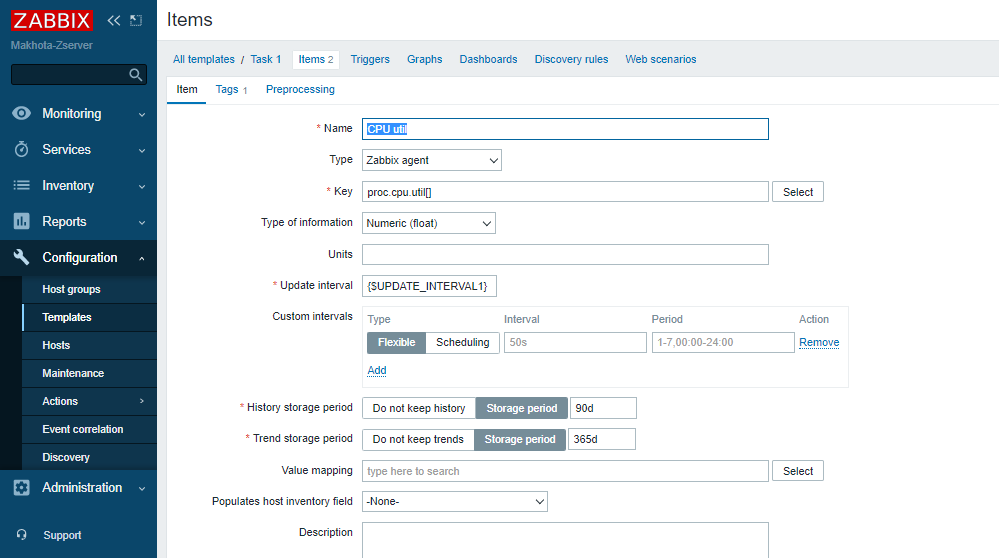 ZABBIX
Makhota-Zserver
Monitoring
Services
Inventory
Reports
Configuration
Host groups
Templates
Hosts
Maintenance
Actions
Event correlation
Discovery
Administration
Support
Items
All templates / Task 1 Items 2 Triggers Graphs Dashboards Discovery rules Web scenarios
Item Tags 1 Preprocessing
* Name CPU util
Type Zabbix agent
* Key proc.cpu.util[] Select
Type of information Numeric (float)
Units
* Update interval {$UPDATE_INTERVAL1}
Custom intervals Type Interval Period Action
Flexible Scheduling 50s 1-7,00:00-24:00 Remove
Add
* History storage period Do not keep history Storage period 90d
* Trend storage period Do not keep trends Storage period 365d
Value mapping type here to search Select
Populates host inventory field -None-
Description